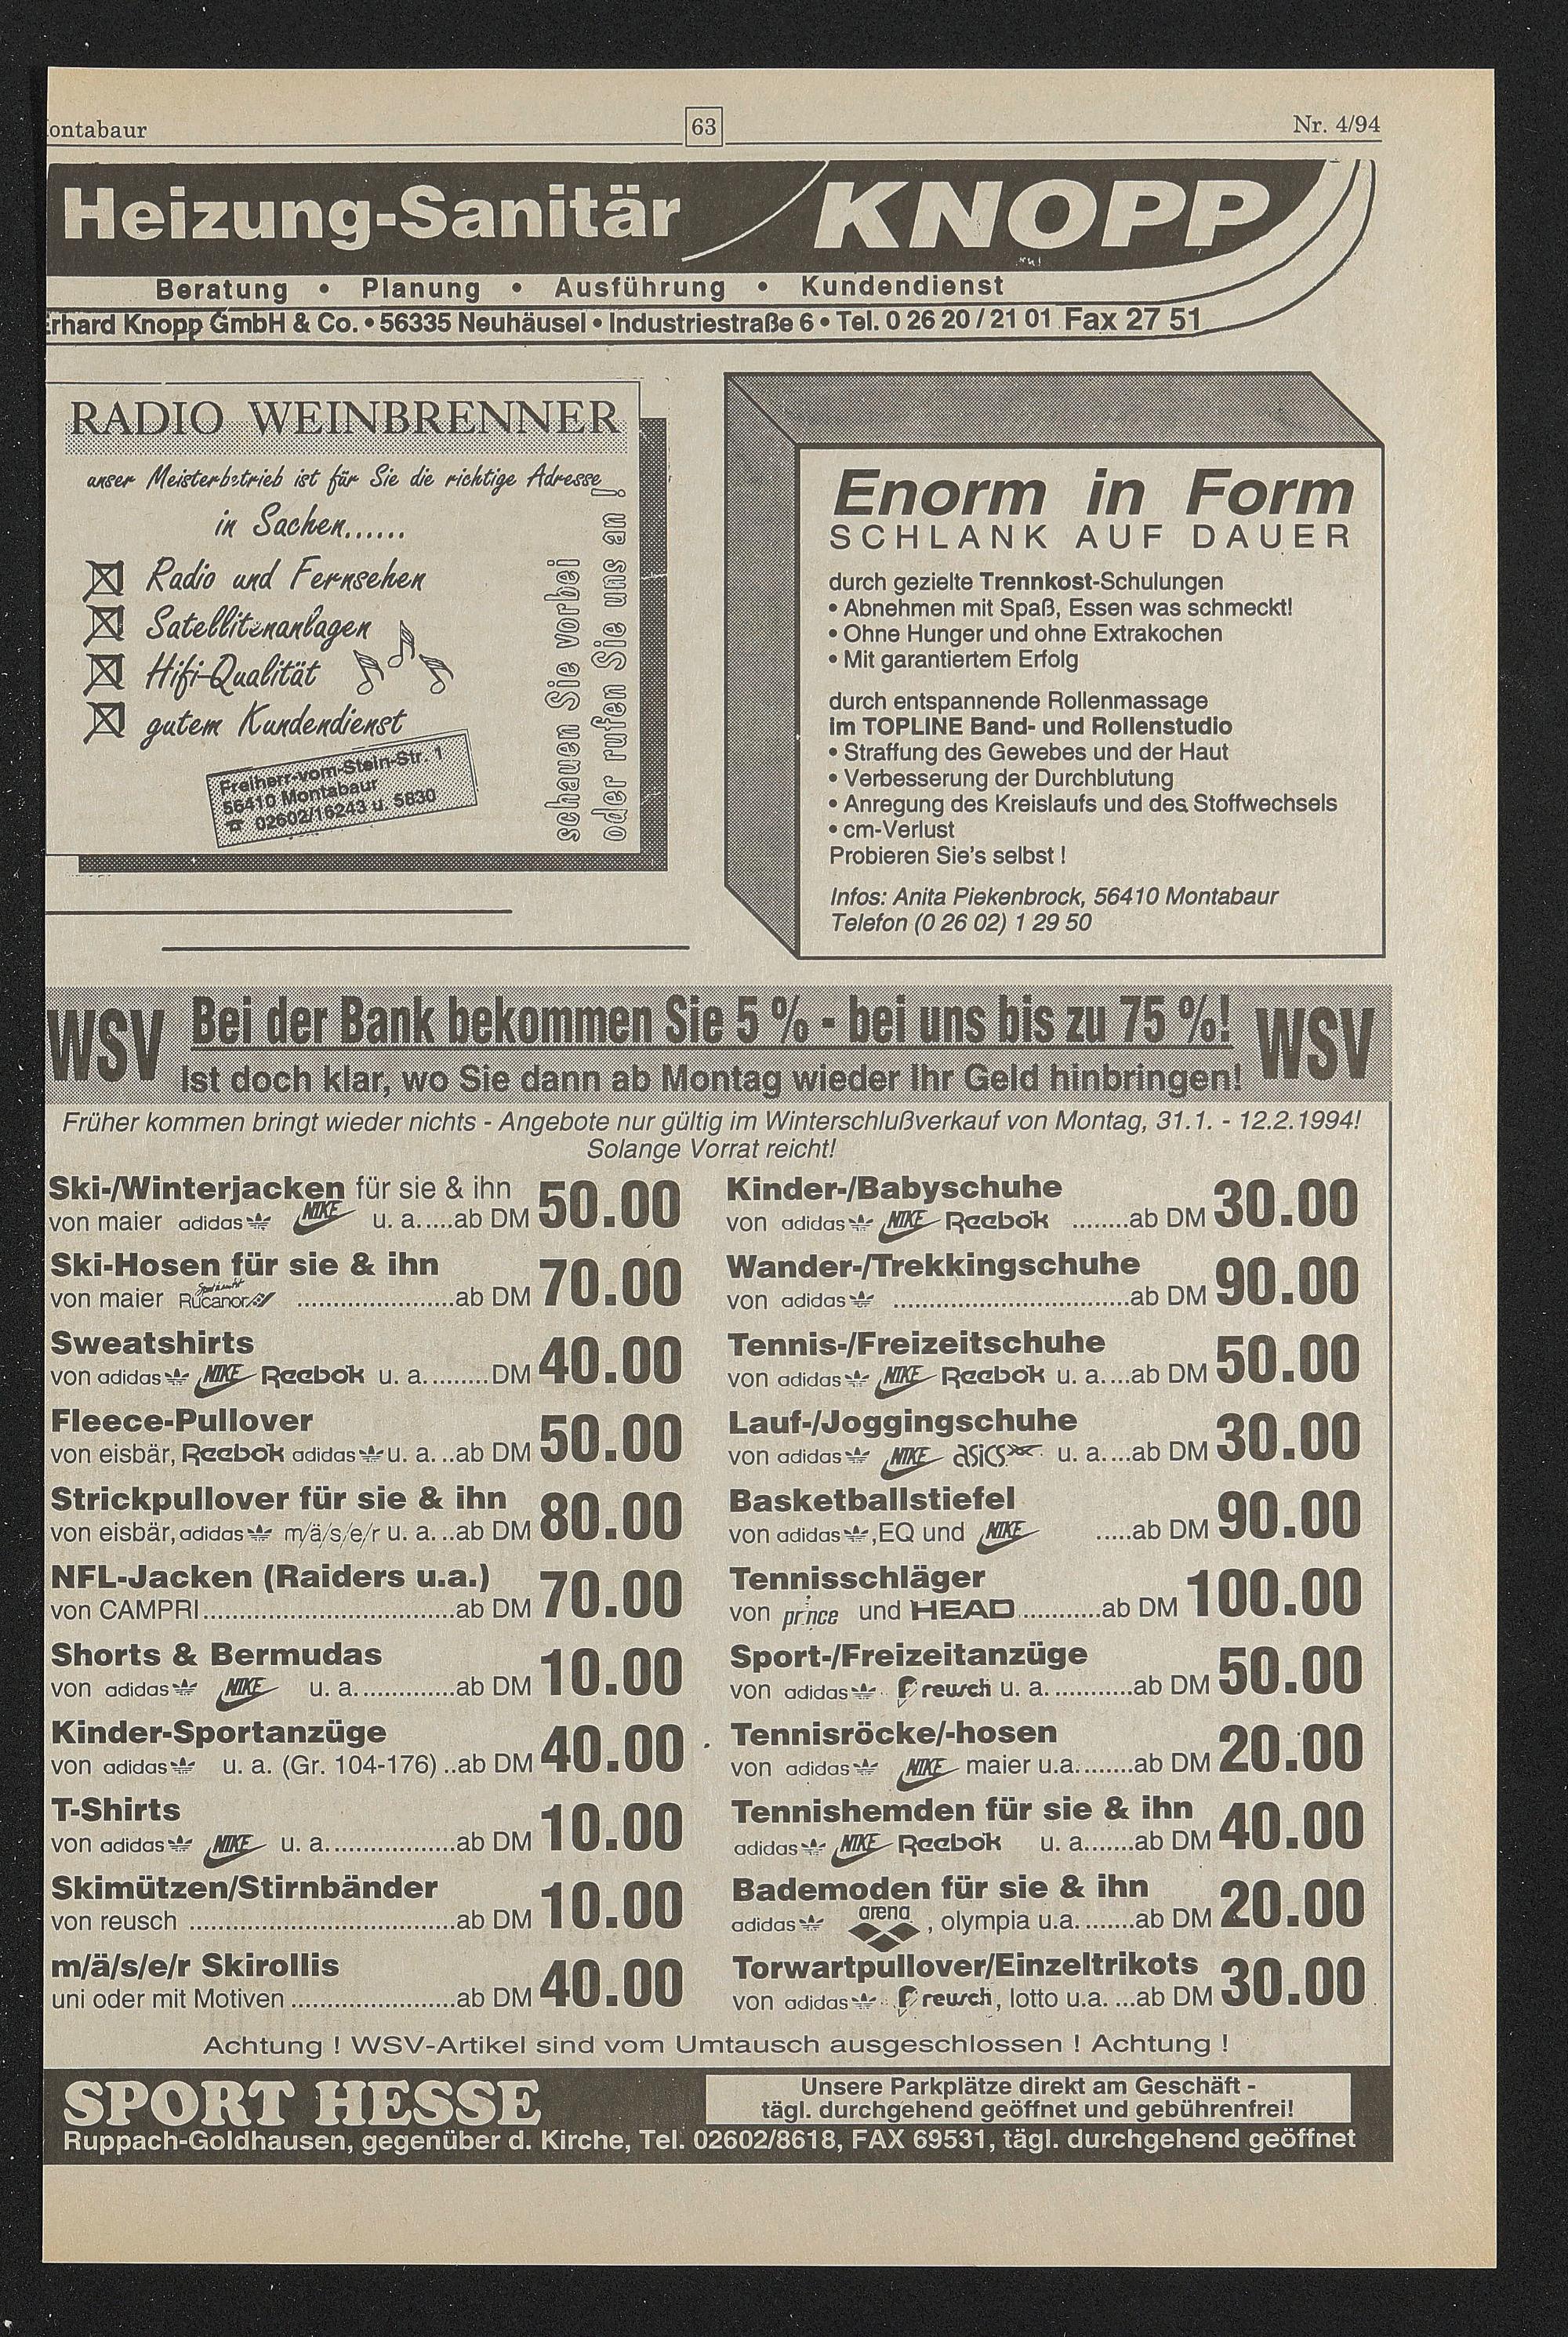 ontabaur
63
Nr. 4/94
Heizung-Sanitär KNOPP
Beratung • Planung • Ausführung • Kundendienst
rhard Knopp GmbH & Co. • 56335 Neuhäusel • Industriestraße 6 • Tel. 0 26 20 / 21 01 Fax 27 51
RADIO WEINBRENNER
unser Meisterbetrieb ist für Sie die richtige Adresse
in Sachen......
Radio und Fernsehen
Satellitenanlagen
Hifi-Qualität
gutem Kundendienst
Freiherr-vom-Stein-Str. 1
56410 Montabaur
☎ 02602/16243 u. 5630
schauen Sie vorbei
oder rufen Sie uns an !
Enorm in Form
SCHLANK AUF DAUER
durch gezielte Trennkost-Schulungen
• Abnehmen mit Spaß, Essen was schmeckt!
• Ohne Hunger und ohne Extrakochen
• Mit garantiertem Erfolg
durch entspannende Rollenmassage
im TOPLINE Band- und Rollenstudio
• Straffung des Gewebes und der Haut
• Verbesserung der Durchblutung
• Anregung des Kreislaufs und des Stoffwechsels
• cm-Verlust
Probieren Sie's selbst !
Infos: Anita Piekenbrock, 56410 Montabaur
Telefon (0 26 02) 1 29 50
WSV Bei der Bank bekommen Sie 5 % - bei uns bis zu 75 %! WSV
Ist doch klar, wo Sie dann ab Montag wieder Ihr Geld hinbringen!
Früher kommen bringt wieder nichts - Angebote nur gültig im Winterschlußverkauf von Montag, 31.1. - 12.2.1994!
Solange Vorrat reicht!
Ski-/Winterjacken für sie & ihn
von maier adidas NIKE u. a.....ab DM 50.00
Ski-Hosen für sie & ihn
von maier Rucanor .......................ab DM 70.00
Sweatshirts
von adidas NIKE Reebok u. a.........DM 40.00
Fleece-Pullover
von eisbär, Reebok adidas u. a...ab DM 50.00
Strickpullover für sie & ihn
von eisbär, adidas m/ä/s/e/r u. a...ab DM 80.00
NFL-Jacken (Raiders u.a.)
von CAMPRI.....................................ab DM 70.00
Shorts & Bermudas
von adidas NIKE u. a..............ab DM 10.00
Kinder-Sportanzüge
von adidas u. a. (Gr. 104-176) ..ab DM 40.00
T-Shirts
von adidas NIKE u. a...................ab DM 10.00
Skimützen/Stirnbänder
von reusch .......................................ab DM 10.00
m/ä/s/e/r Skirollis
uni oder mit Motiven ........................ab DM 40.00
Kinder-/Babyschuhe
von adidas NIKE Reebok ........ab DM 30.00
Wander-/Trekkingschuhe
von adidas ..................................ab DM 90.00
Tennis-/Freizeitschuhe
von adidas NIKE Reebok u. a....ab DM 50.00
Lauf-/Joggingschuhe
von adidas NIKE asics u. a....ab DM 30.00
Basketballstiefel
von adidas ,EQ und NIKE .....ab DM 90.00
Tennisschläger
von prince und HEAD............ab DM 100.00
Sport-/Freizeitanzüge
von adidas reusch u. a. ............ab DM 50.00
Tennisröcke/-hosen
von adidas NIKE maier u.a.........ab DM 20.00
Tennishemden für sie & ihn
adidas NIKE Reebok u. a.......ab DM 40.00
Bademoden für sie & ihn
adidas arena , olympia u.a. ........ab DM 20.00
Torwartpullover/Einzeltrikots
von adidas reusch, lotto u.a. ...ab DM 30.00
Achtung ! WSV-Artikel sind vom Umtausch ausgeschlossen ! Achtung !
SPORT HESSE
Unsere Parkplätze direkt am Geschäft -
tägl. durchgehend geöffnet und gebührenfrei!
Ruppach-Goldhausen, gegenüber d. Kirche, Tel. 02602/8618, FAX 69531, tägl. durchgehend geöffnet